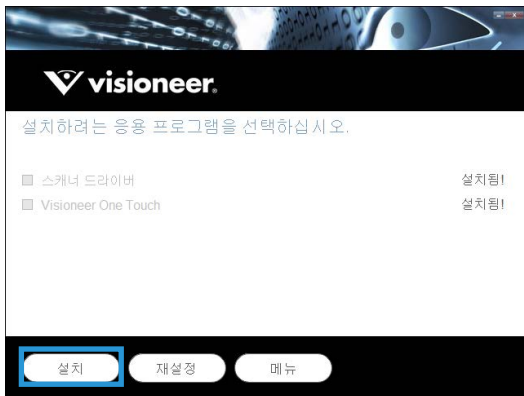 visioneer.
설치하려는 응용 프로그램을 선택하십시오.
스캐너 드라이버 설치됨!
Visioneer One Touch 설치됨!
설치 재설정 메뉴